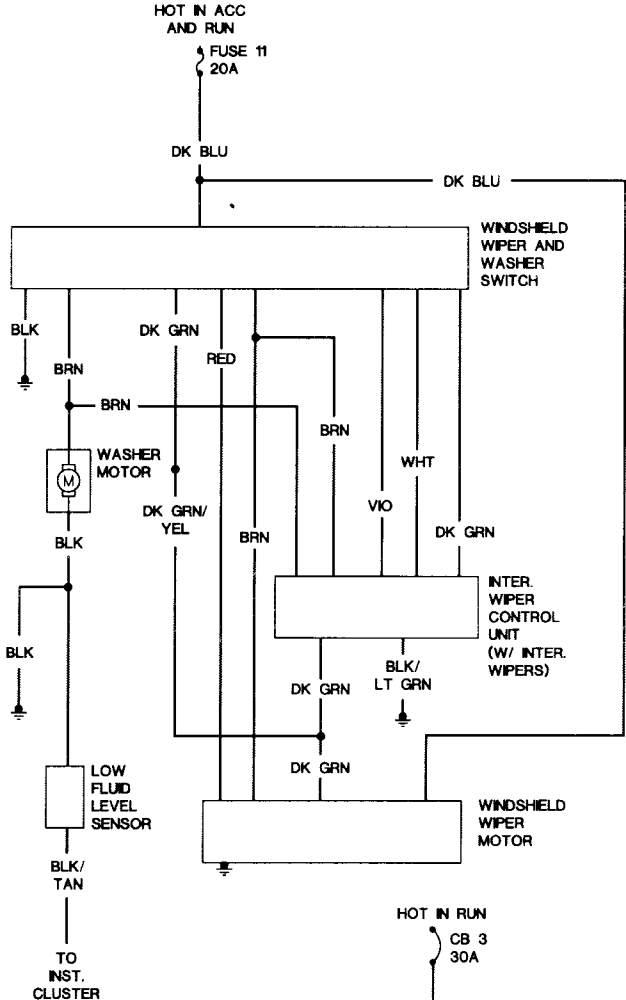 HOT IN ACC
AND RUN
FUSE 11
20A
DK BLU
DK BLU
WINDSHIELD
WIPER AND
WASHER
SWITCH
BLK
DK GRN
RED
BRN
BRN
BRN
WASHER
MOTOR
M
WHT
VIO
DK GRN/
YEL
DK GRN
BRN
BLK
INTER.
WIPER
CONTROL
UNIT
(W/ INTER.
WIPERS)
BLK
BLK/
LT GRN
DK GRN
DK GRN
LOW
FLUID
LEVEL
SENSOR
WINDSHIELD
WIPER
MOTOR
BLK/
TAN
HOT IN RUN
CB 3
30A
TO
INST.
CLUSTER